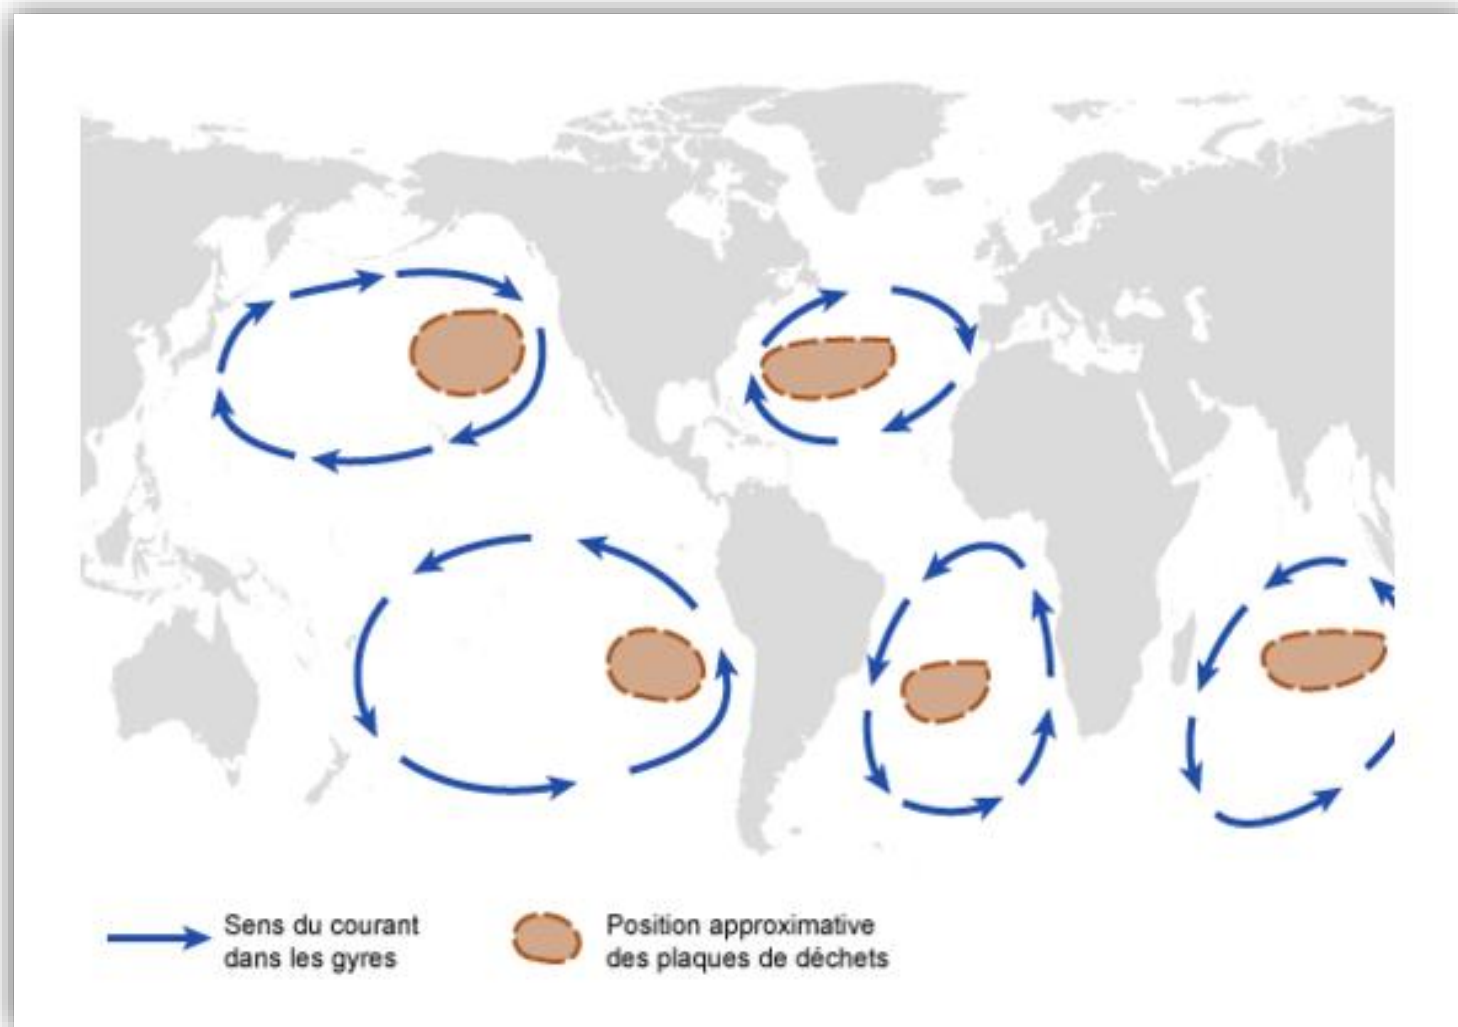 Sens du courant
dans les gyres
Position approximative
des plaques de déchets